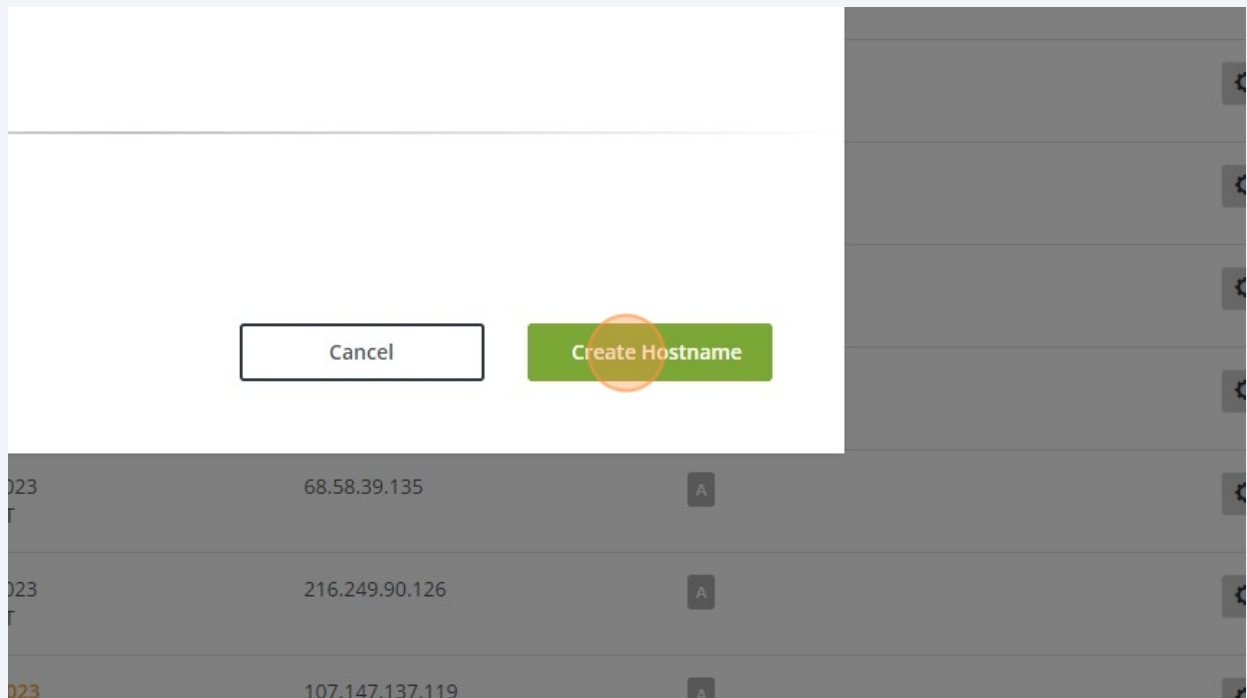 Cancel
Create Hostname
023
68.58.39.135
A
T
023
216.249.90.126
A
T
023
107.147.137.119
A